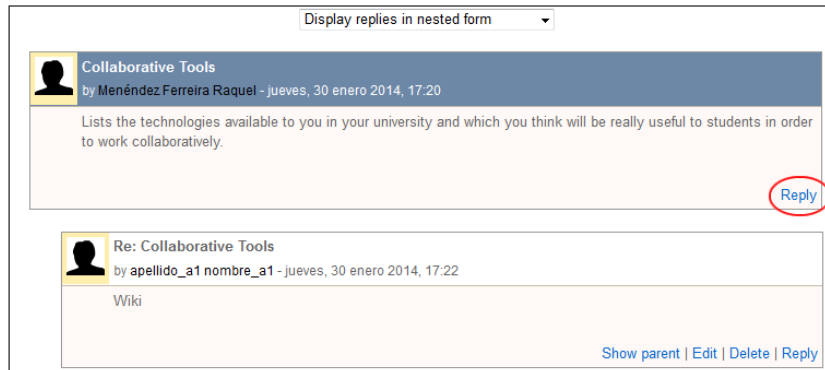 Display replies in nested form
Collaborative Tools
by Menéndez Ferreira Raquel - jueves, 30 enero 2014, 17:20
Lists the technologies available to you in your university and which you think will be really useful to students in order
to work collaboratively.
Reply
Re: Collaborative Tools
by apellido_a1 nombre_a1 - jueves, 30 enero 2014, 17:22
Wiki
Show parent | Edit | Delete | Reply